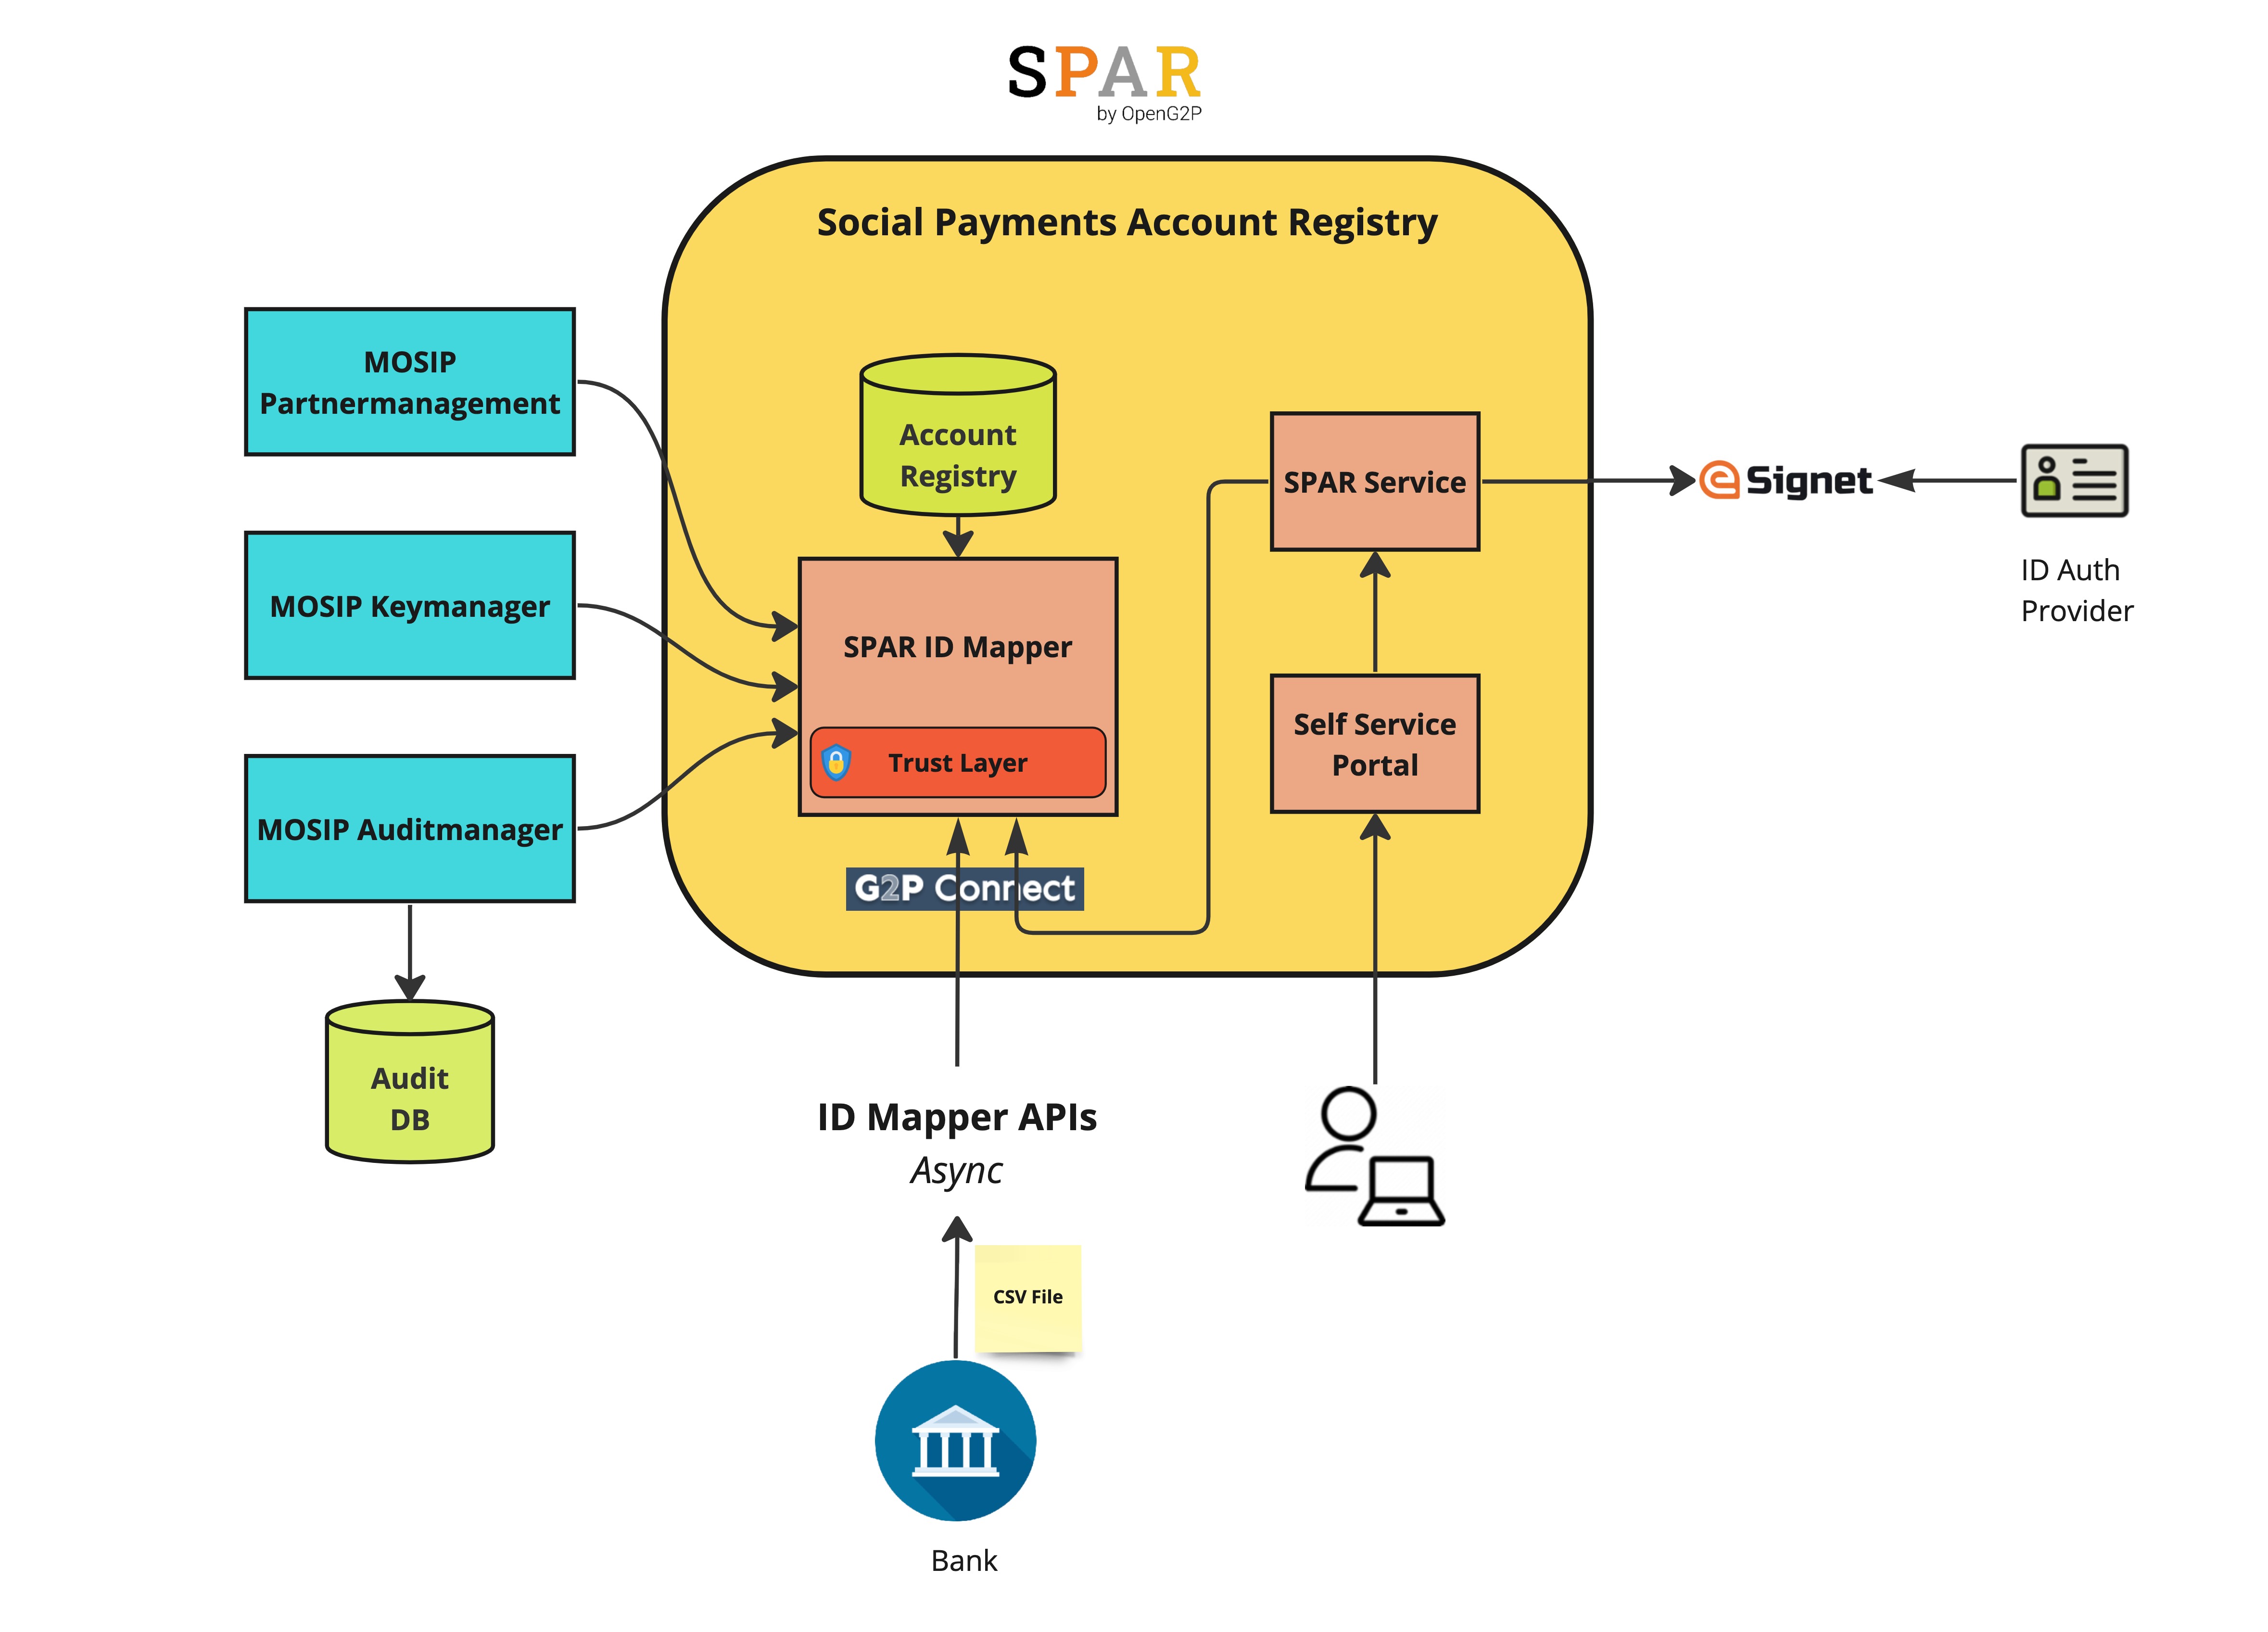 SPAR
by OpenG2P
Social Payments Account Registry
MOSIP
Partnermanagement
MOSIP Keymanager
MOSIP Auditmanager
Audit
DB
Account
Registry
SPAR ID Mapper
Trust Layer
G2P Connect
SPAR Service
Self Service
Portal
eSignet
ID Auth
Provider
ID Mapper APIs
Async
CSV File
Bank